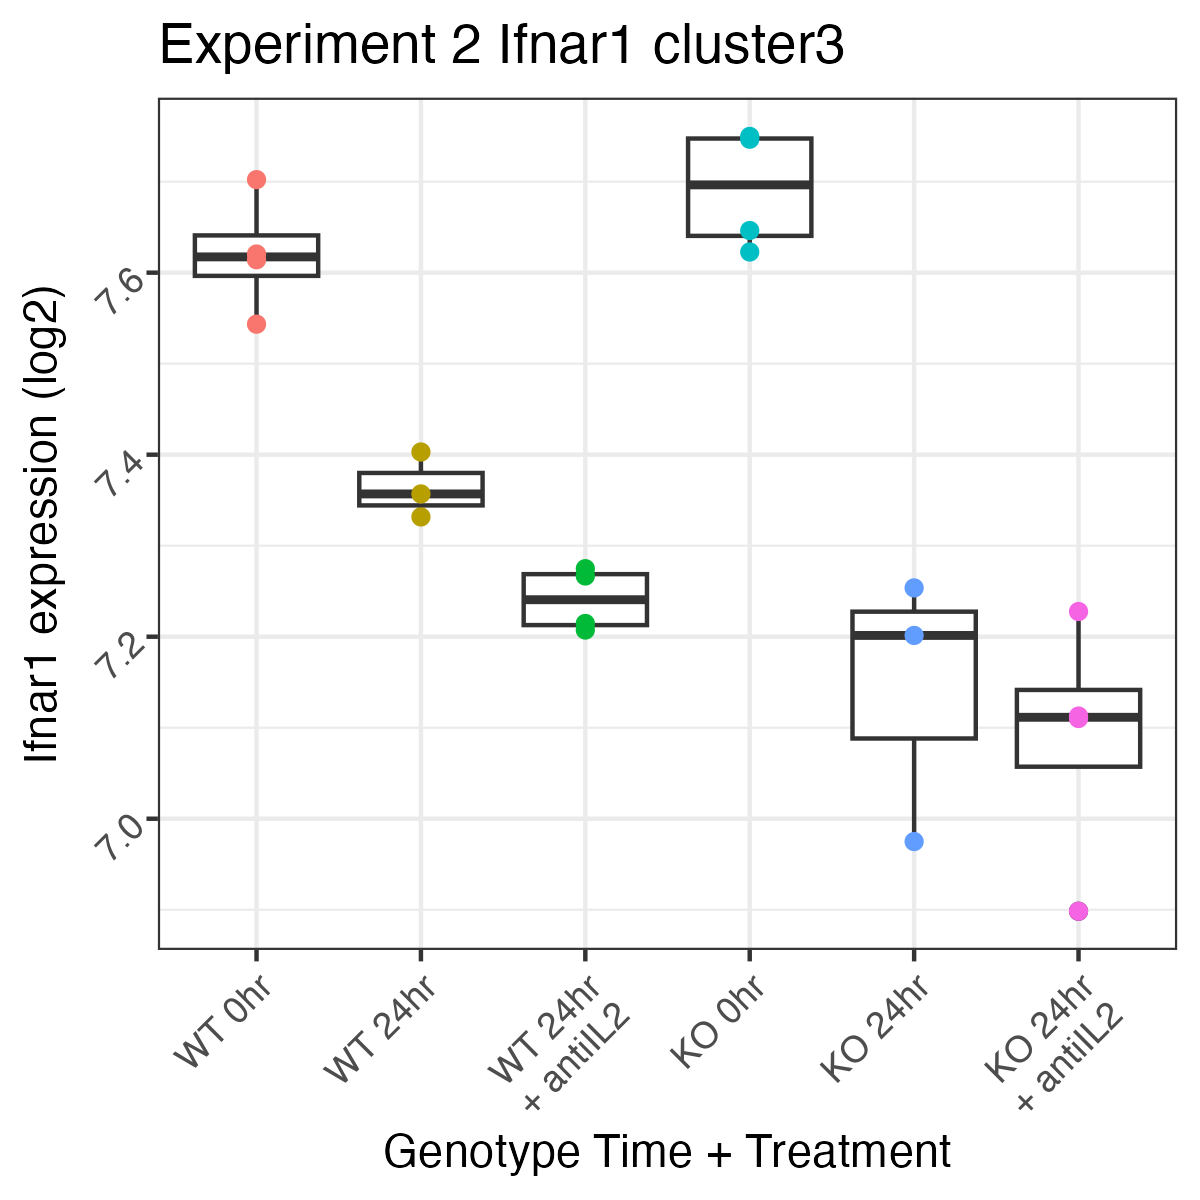 Experiment 2 Ifnar1 cluster3
Ifnar1 expression (log2)
7.6
7.4
7.2
7.0
WT 0hr
WT 24hr
WT 24hr
+ antiIL2
KO 0hr
KO 24hr
KO 24hr
+ antiIL2
Genotype Time + Treatment